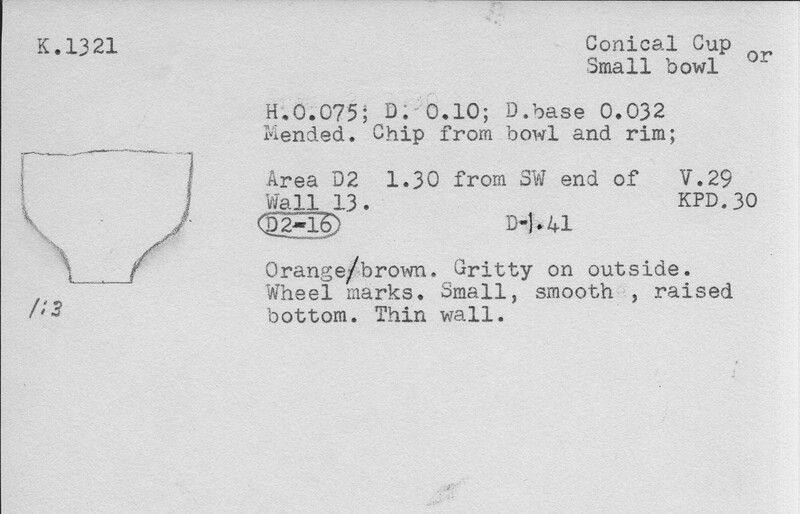 K.1321
Conical Cup or
Small bowl
H.0.075; D. 0.10; D.base 0.032
Mended. Chip from bowl and rim;
Area D2 1.30 from SW end of V.29
Wall 13. KPD.30
D2-16 D-1.41
Orange/brown. Gritty on outside.
Wheel marks. Small, smooth , raised
bottom. Thin wall.
1:3